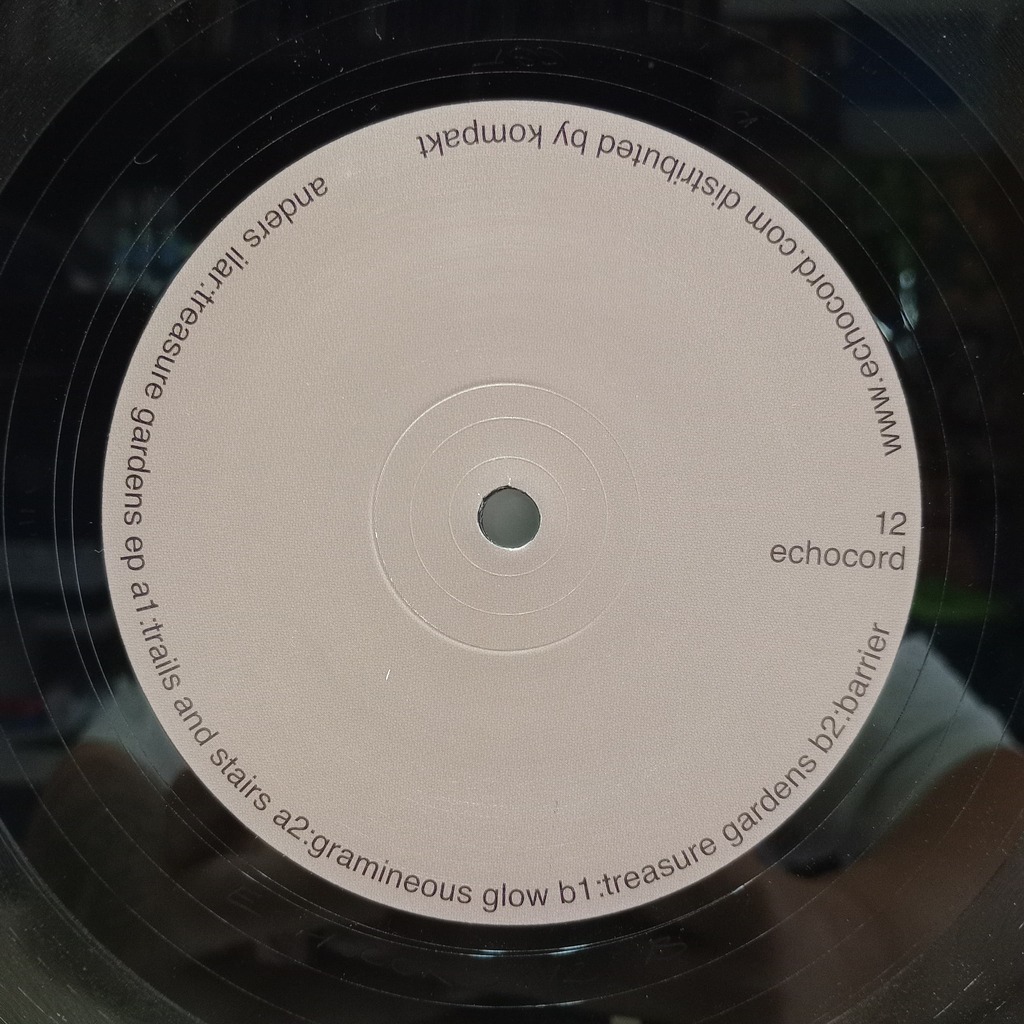 anders ilar:treasure gardens ep a1:trails and stairs a2:gramineous glow b1:treasure gardens b2:barrier
12
echocord
www.echocord.com distributed by kompakt